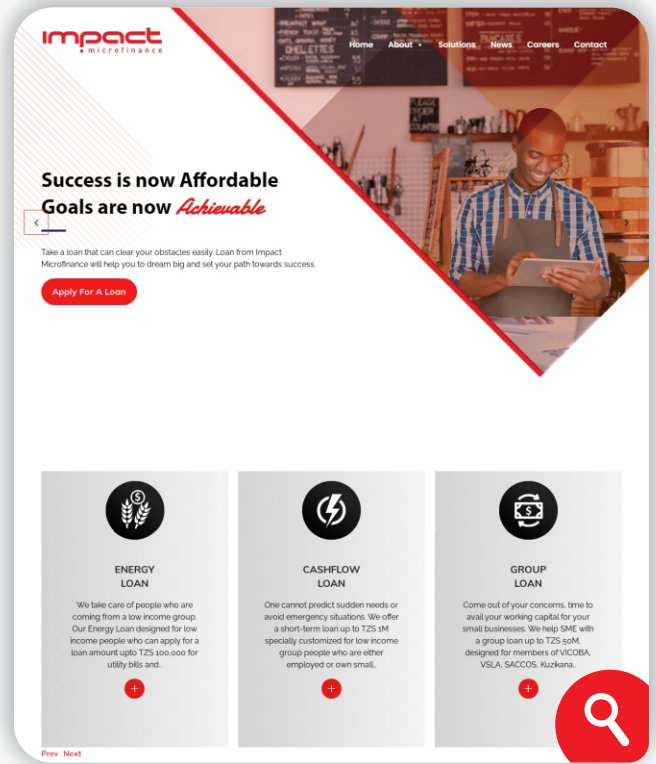 impact
microfinance
Home About Solutions News Careers Contact
OMELETTES
PANCAKES
PLEASE
ORDER
COUNTER
Success is now Affordable
Goals are now Achievable
Take a loan that can clear your obstacles easily. Loan from Impact
Microfinance will help you to dream big and set your path towards success.
Apply For A Loan
ENERGY
LOAN
We take care of people who are
coming from a low income group.
Our Energy Loan designed for low
income people who can apply for a
loan amount upto TZS 100,000 for
utility bills and..
CASHFLOW
LOAN
One cannot predict sudden needs or
avoid emergency situations. We offer
a short-term loan up to TZS 1M
specially customized for low income
group people who are either
employed or own small..
GROUP
LOAN
Come out of your concerns, time to
avail your working capital for your
small businesses. We help SME with
a group loan up to TZS 50M,
designed for members of VICOBA,
VSLA, SACCOS, Kuzikana..
Prev Next